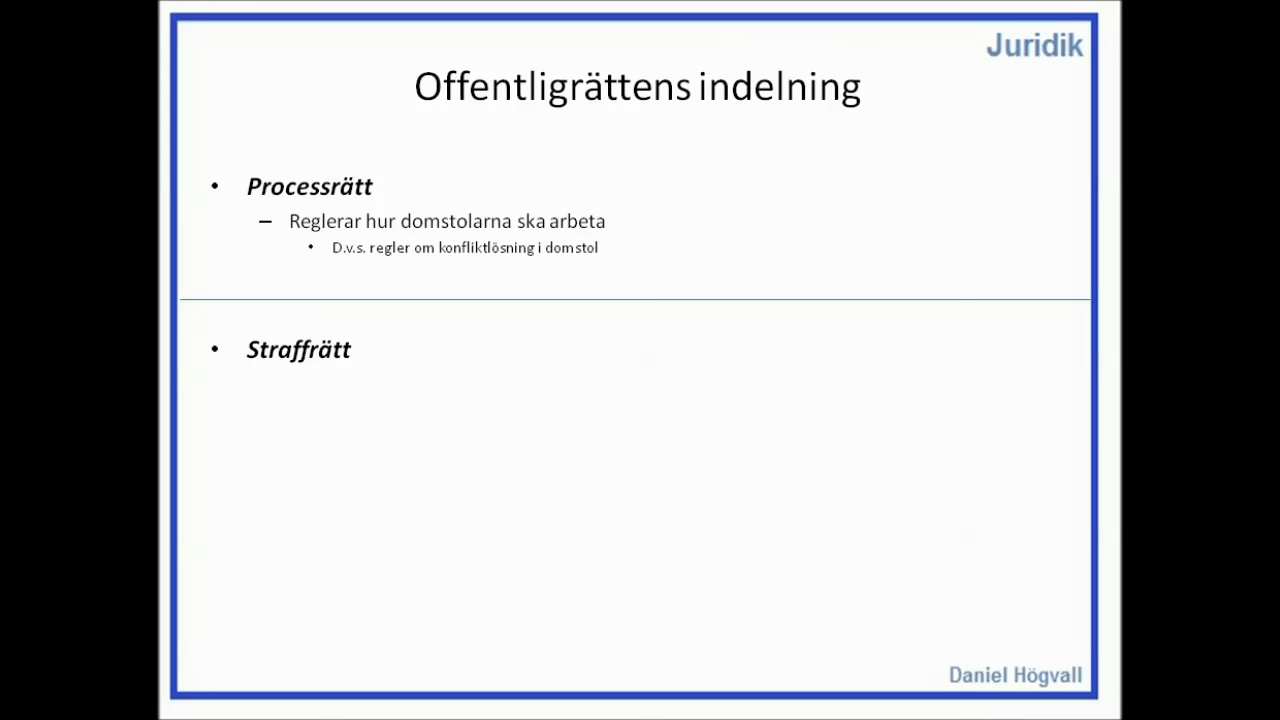 Juridik
Offentligrättens indelning
• Processrätt
– Reglerar hur domstolarna ska arbeta
• D.v.s. regler om konfliktlösning i domstol
• Straffrätt
Daniel Högvall